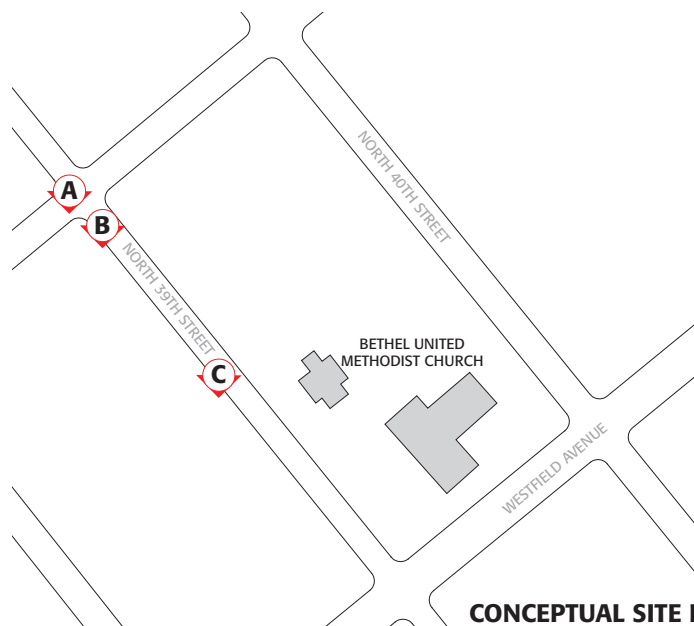 NORTH 40TH STREET
A
B
NORTH 39TH STREET
BETHEL UNITED
METHODIST CHURCH
C
WESTFIELD AVENUE
CONCEPTUAL SITE